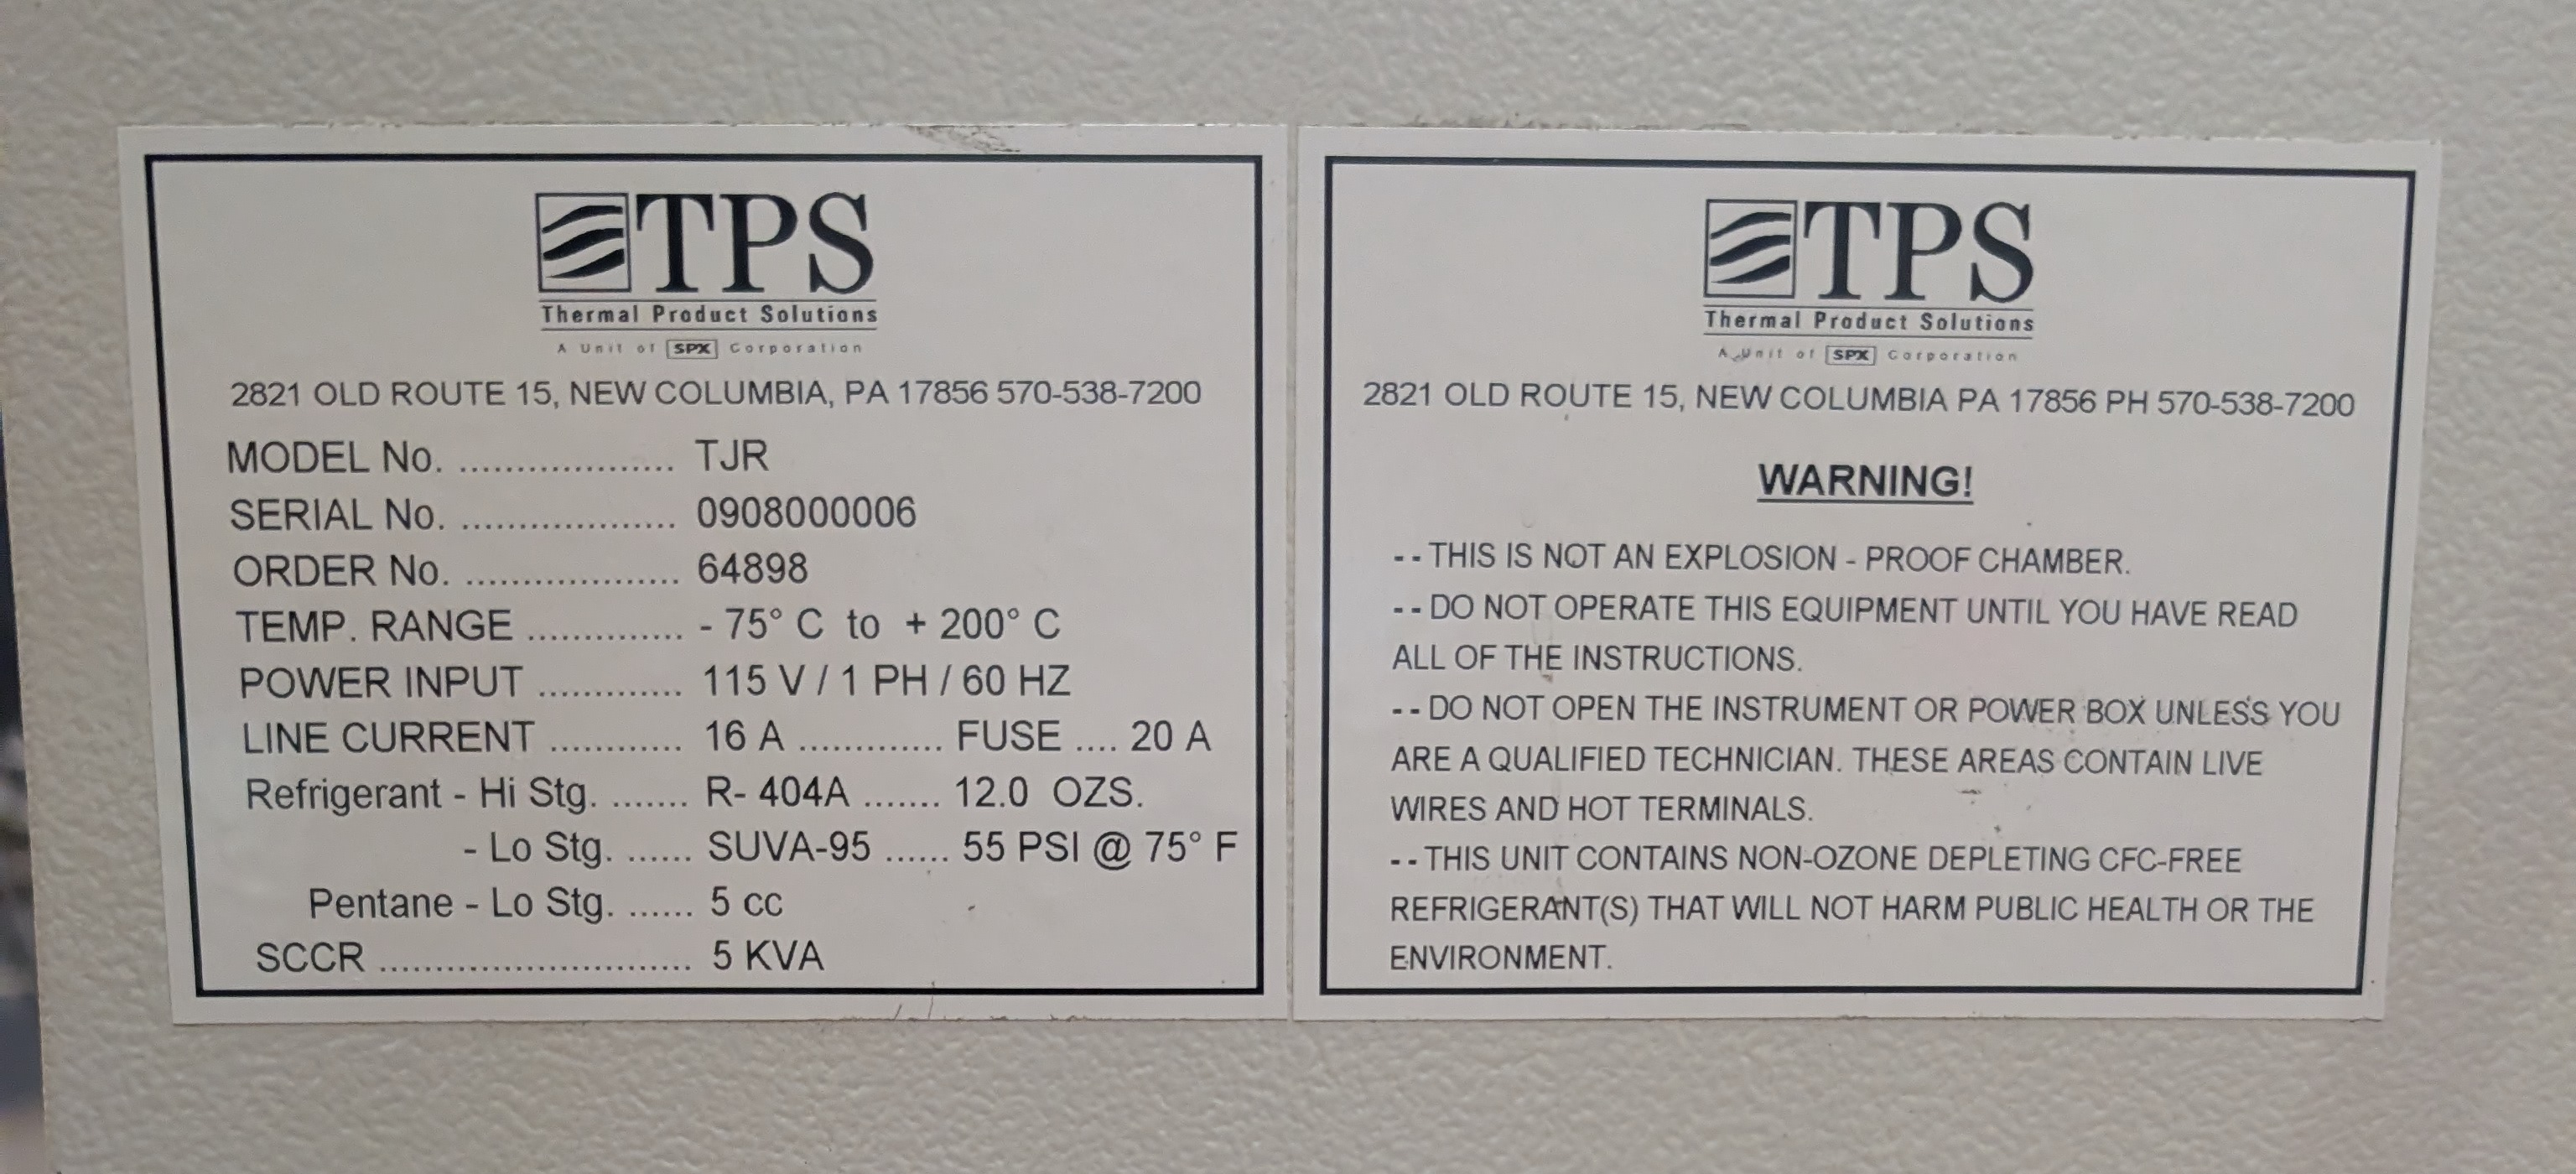 TPS
Thermal Product Solutions
A Unit of SPX Corporation
2821 OLD ROUTE 15, NEW COLUMBIA, PA 17856 570-538-7200
MODEL No. .................... TJR
SERIAL No. .................... 0908000006
ORDER No. .................... 64898
TEMP. RANGE .............. - 75° C to + 200° C
POWER INPUT ............. 115 V / 1 PH / 60 HZ
LINE CURRENT ............ 16 A ............. FUSE .... 20 A
Refrigerant - Hi Stg. ....... R- 404A ....... 12.0 OZS.
- Lo Stg. ...... SUVA-95 ...... 55 PSI @ 75° F
Pentane - Lo Stg. ...... 5 cc
SCCR ............................ 5 KVA
TPS
Thermal Product Solutions
A Unit of SPX Corporation
2821 OLD ROUTE 15, NEW COLUMBIA PA 17856 PH 570-538-7200
WARNING!
- - THIS IS NOT AN EXPLOSION - PROOF CHAMBER.
- - DO NOT OPERATE THIS EQUIPMENT UNTIL YOU HAVE READ
ALL OF THE INSTRUCTIONS.
- - DO NOT OPEN THE INSTRUMENT OR POWER BOX UNLESS YOU
ARE A QUALIFIED TECHNICIAN. THESE AREAS CONTAIN LIVE
WIRES AND HOT TERMINALS.
- - THIS UNIT CONTAINS NON-OZONE DEPLETING CFC-FREE
REFRIGERANT(S) THAT WILL NOT HARM PUBLIC HEALTH OR THE
ENVIRONMENT.